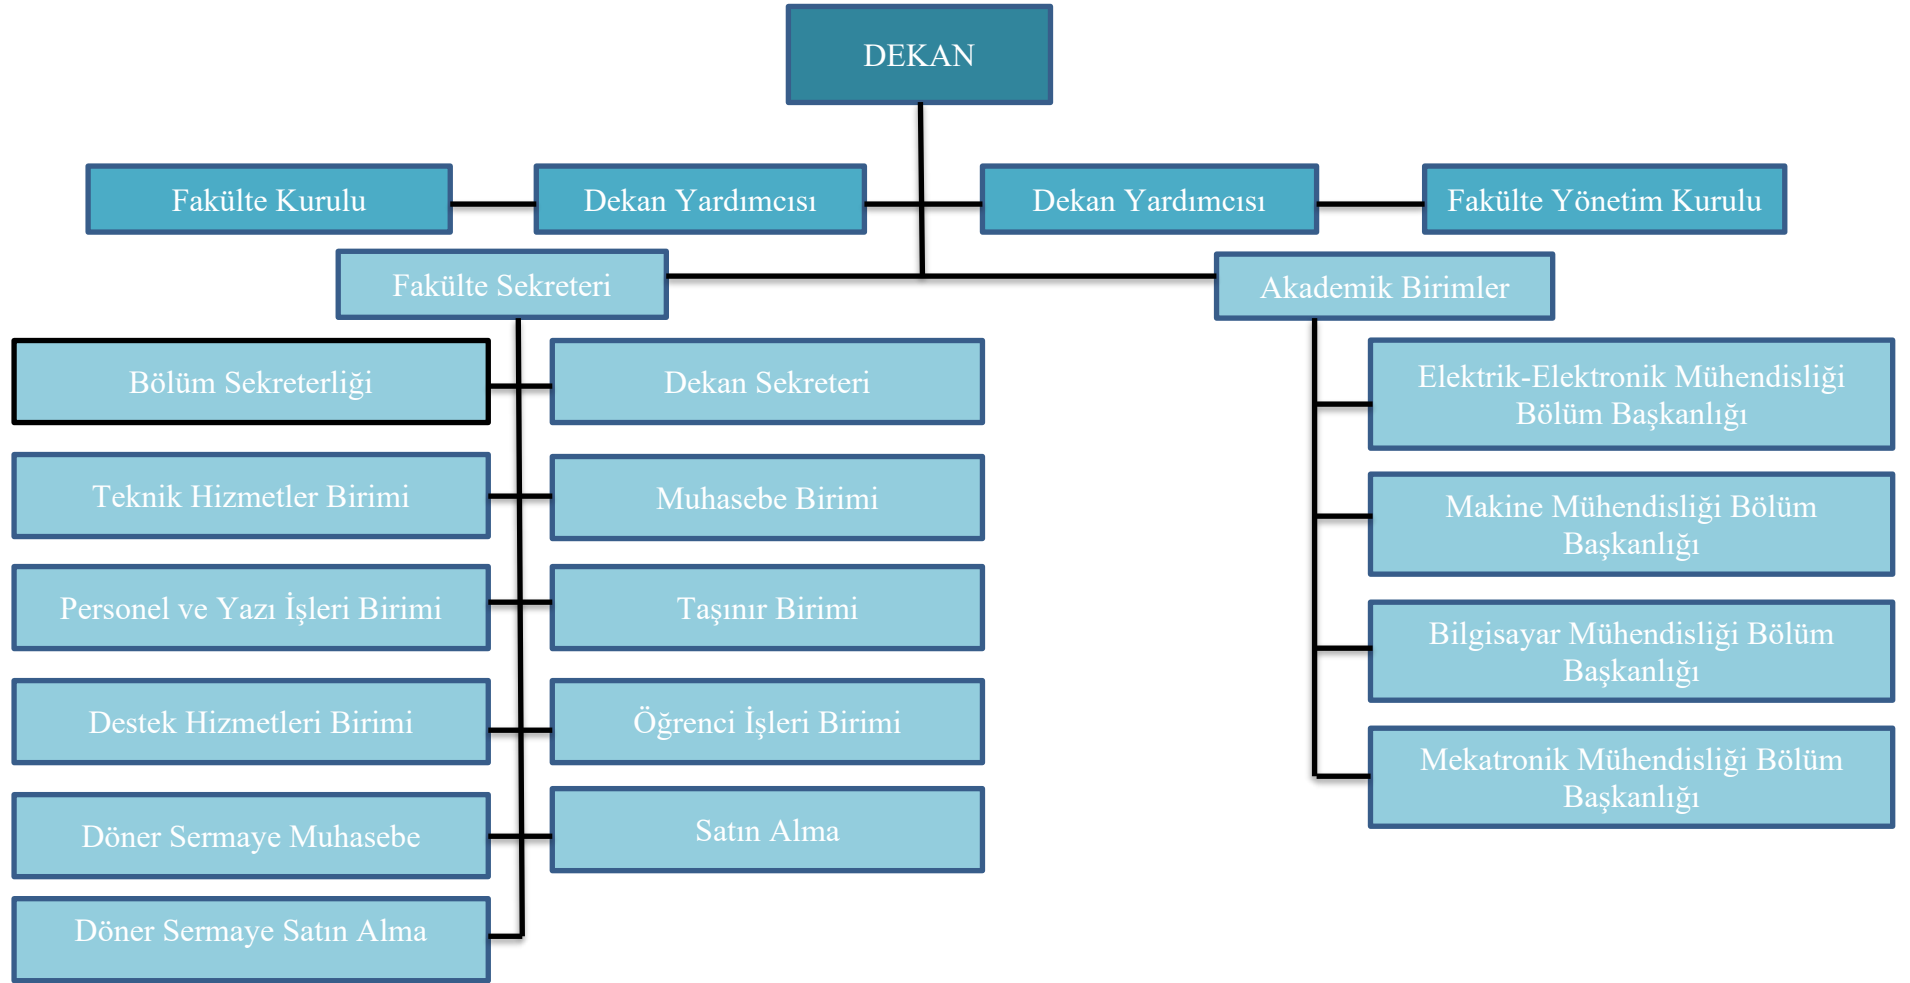 DEKAN
Fakülte Kurulu
Dekan Yardımcısı
Dekan Yardımcısı
Fakülte Yönetim Kurulu
Fakülte Sekreteri
Akademik Birimler
Bölüm Sekreterliği
Dekan Sekreteri
Teknik Hizmetler Birimi
Muhasebe Birimi
Personel ve Yazı İşleri Birimi
Taşınır Birimi
Destek Hizmetleri Birimi
Öğrenci İşleri Birimi
Döner Sermaye Muhasebe
Satın Alma
Döner Sermaye Satın Alma
Elektrik-Elektronik Mühendisliği
Bölüm Başkanlığı
Makine Mühendisliği Bölüm
Başkanlığı
Bilgisayar Mühendisliği Bölüm
Başkanlığı
Mekatronik Mühendisliği Bölüm
Başkanlığı